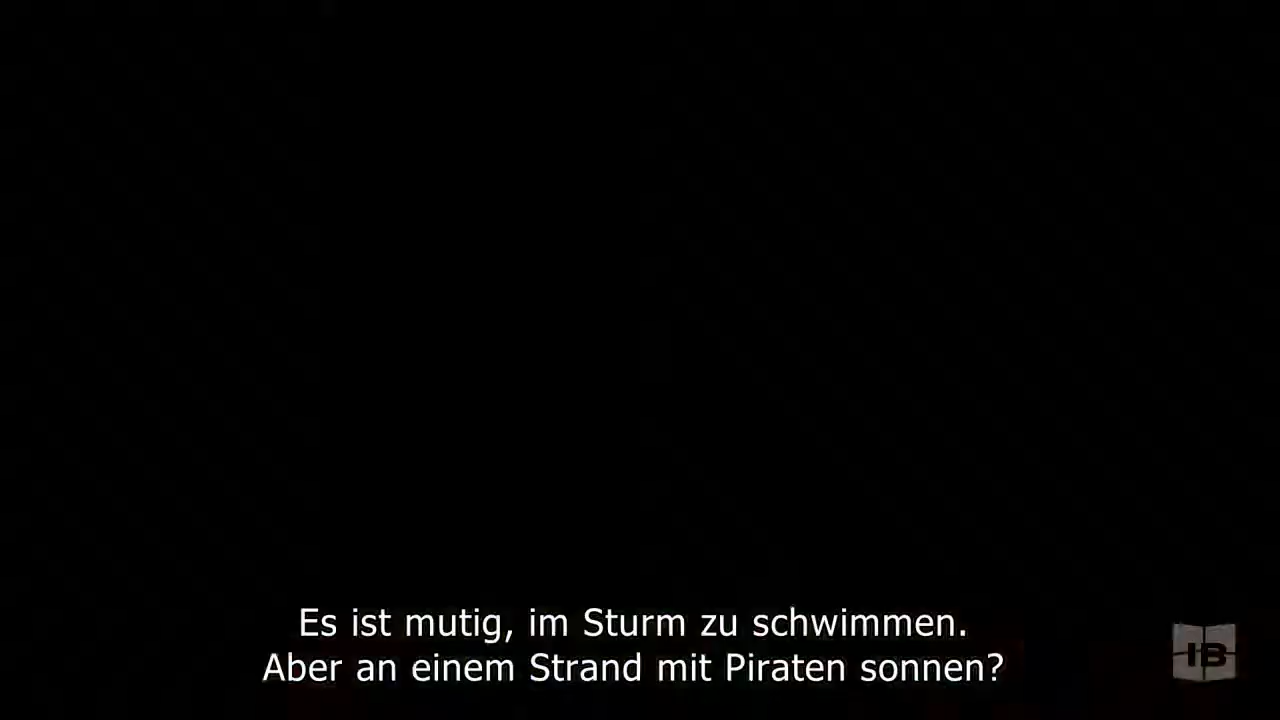 Es ist mutig, im Sturm zu schwimmen.
Aber an einem Strand mit Piraten sonnen?
IB